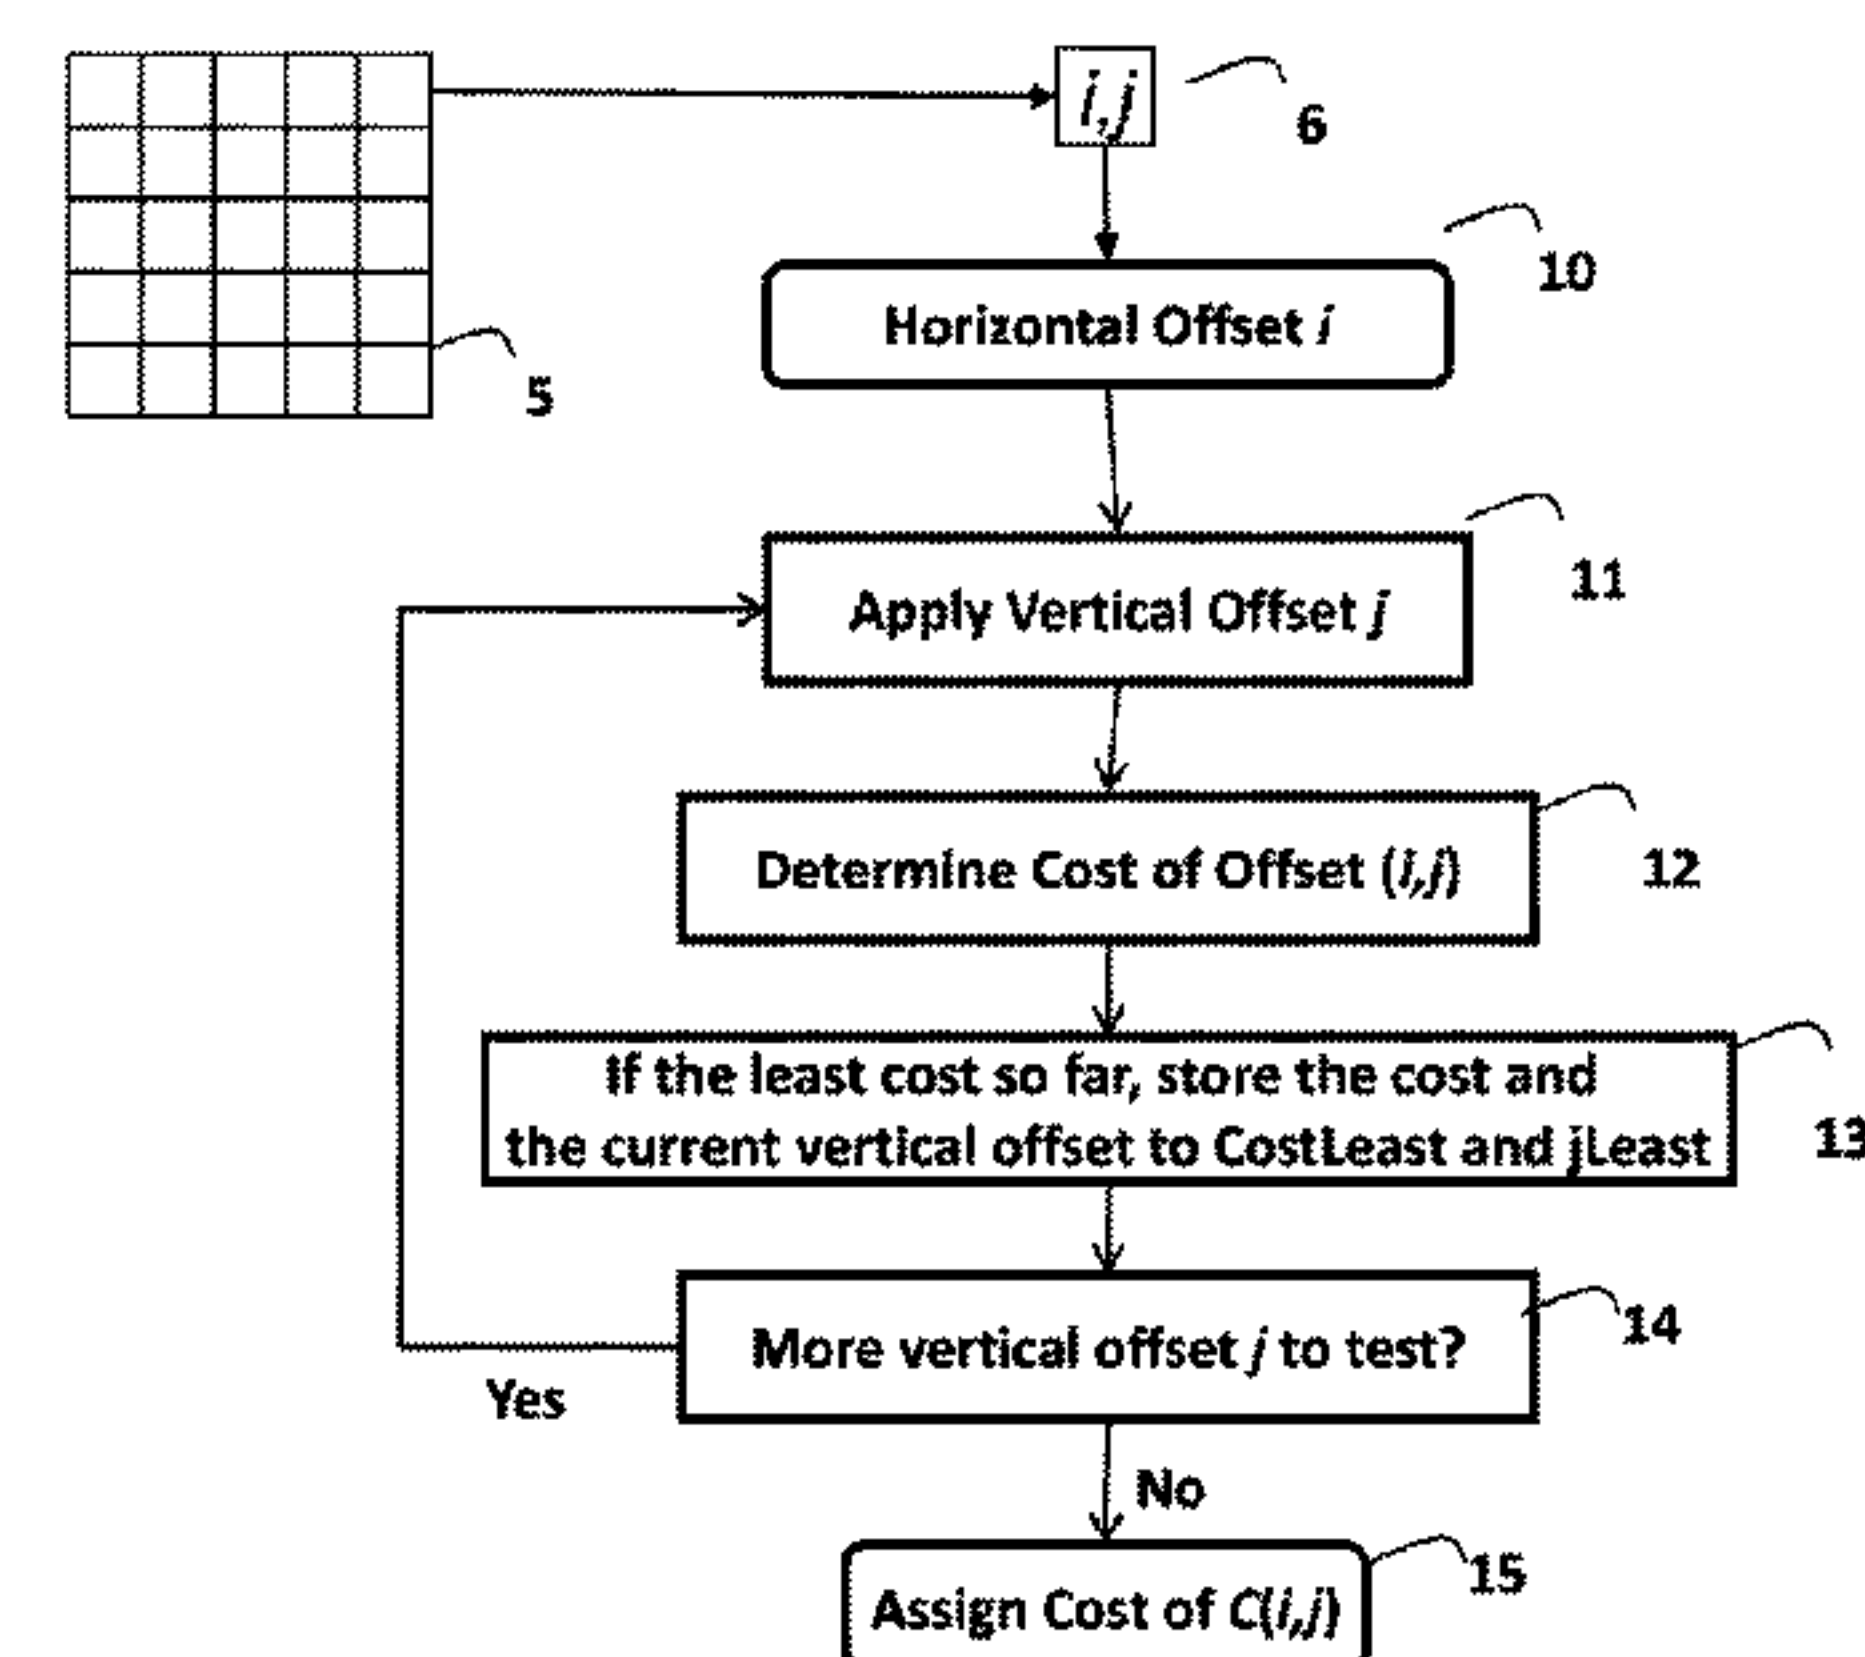 i,j
6
10
Horizontal Offset i
5
11
Apply Vertical Offset j
12
Determine Cost of Offset (i,j)
If the least cost so far, store the cost and
the current vertical offset to CostLeast and jLeast
13
14
More vertical offset j to test?
Yes
No
15
Assign Cost of C(i,j)